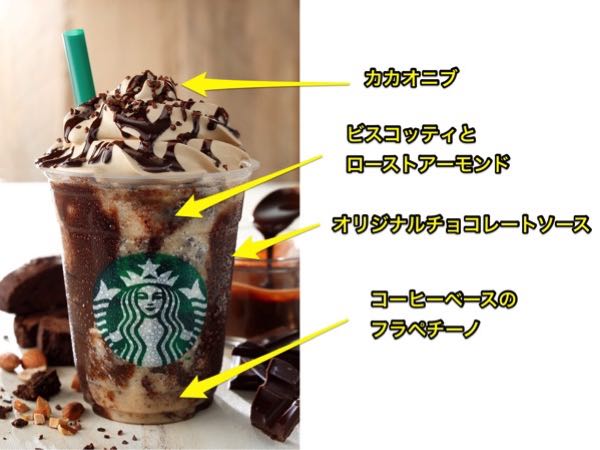 カカオニブ
ビスコッティと
ローストアーモンド
オリジナルチョコレートソース
コーヒーベースの
フラペチーノ